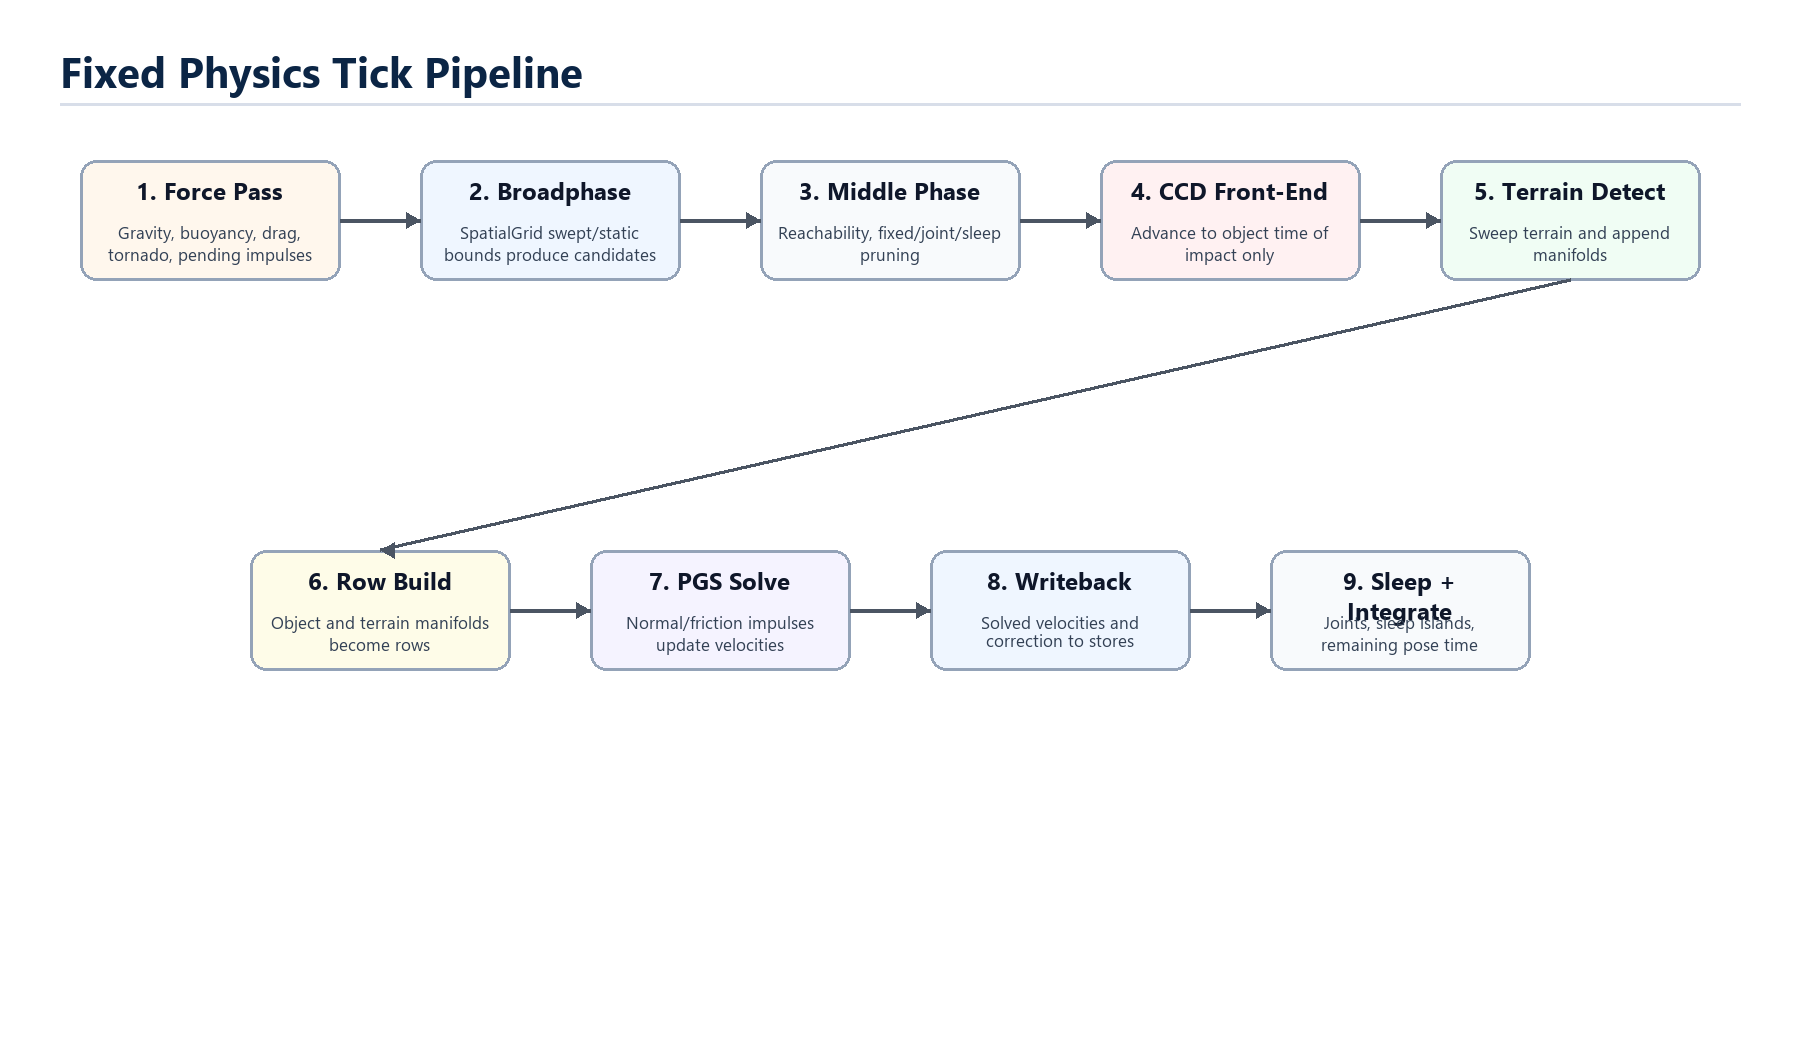 Fixed Physics Tick Pipeline
1. Force Pass
Gravity, buoyancy, drag,
tornado, pending impulses
2. Broadphase
SpatialGrid swept/static
bounds produce candidates
3. Middle Phase
Reachability, fixed/joint/sleep
pruning
4. CCD Front-End
Advance to object time of
impact only
5. Terrain Detect
Sweep terrain and append
manifolds
6. Row Build
Object and terrain manifolds
become rows
7. PGS Solve
Normal/friction impulses
update velocities
8. Writeback
Solved velocities and
correction to stores
9. Sleep +
Integrate
Joints, sleep islands,
remaining pose time